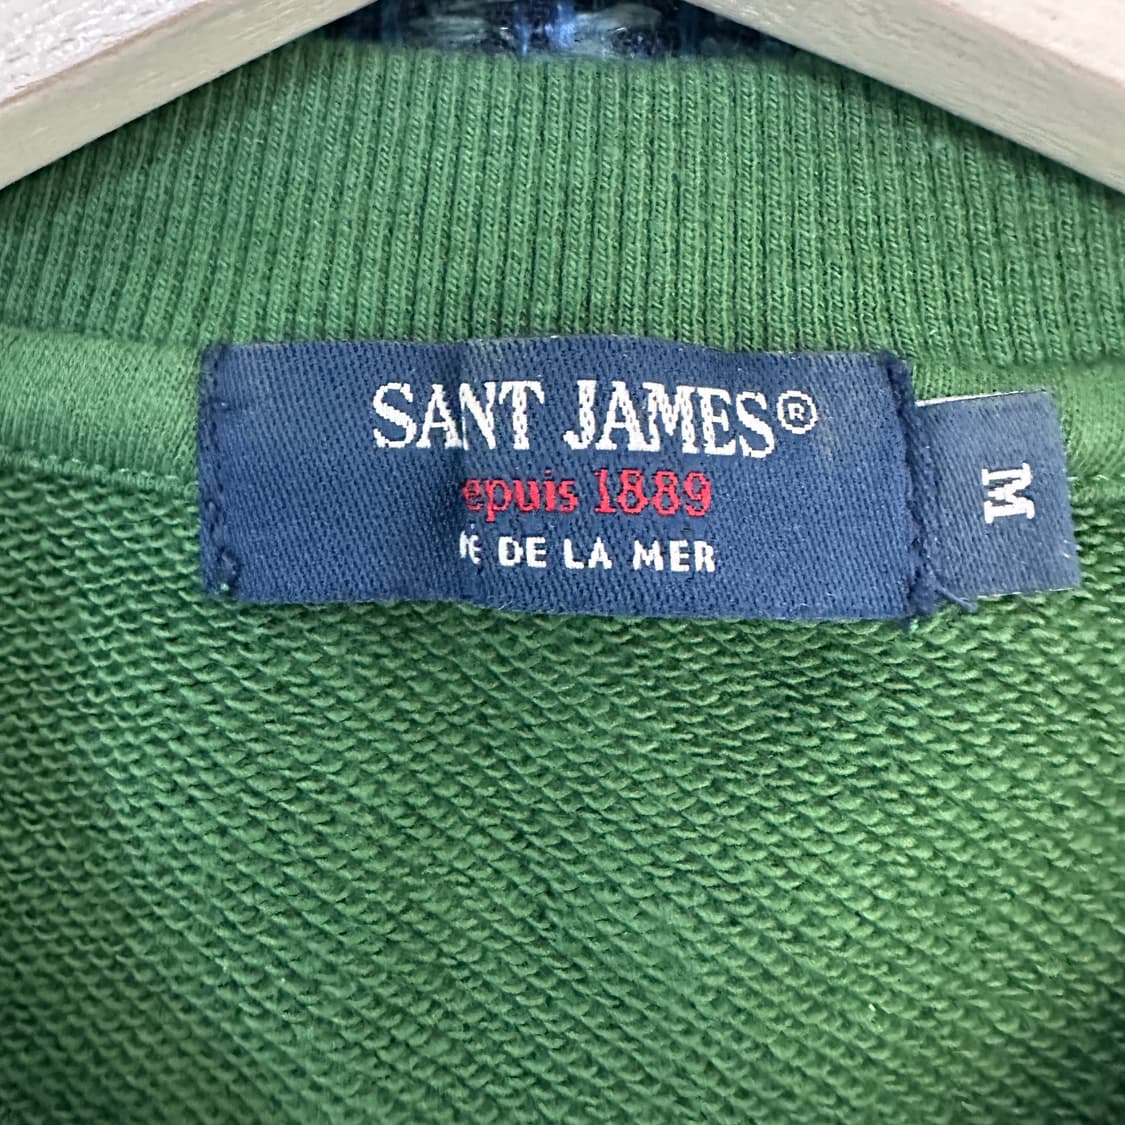 SANT JAMES®
epuis 1889
E DE LA MER
M